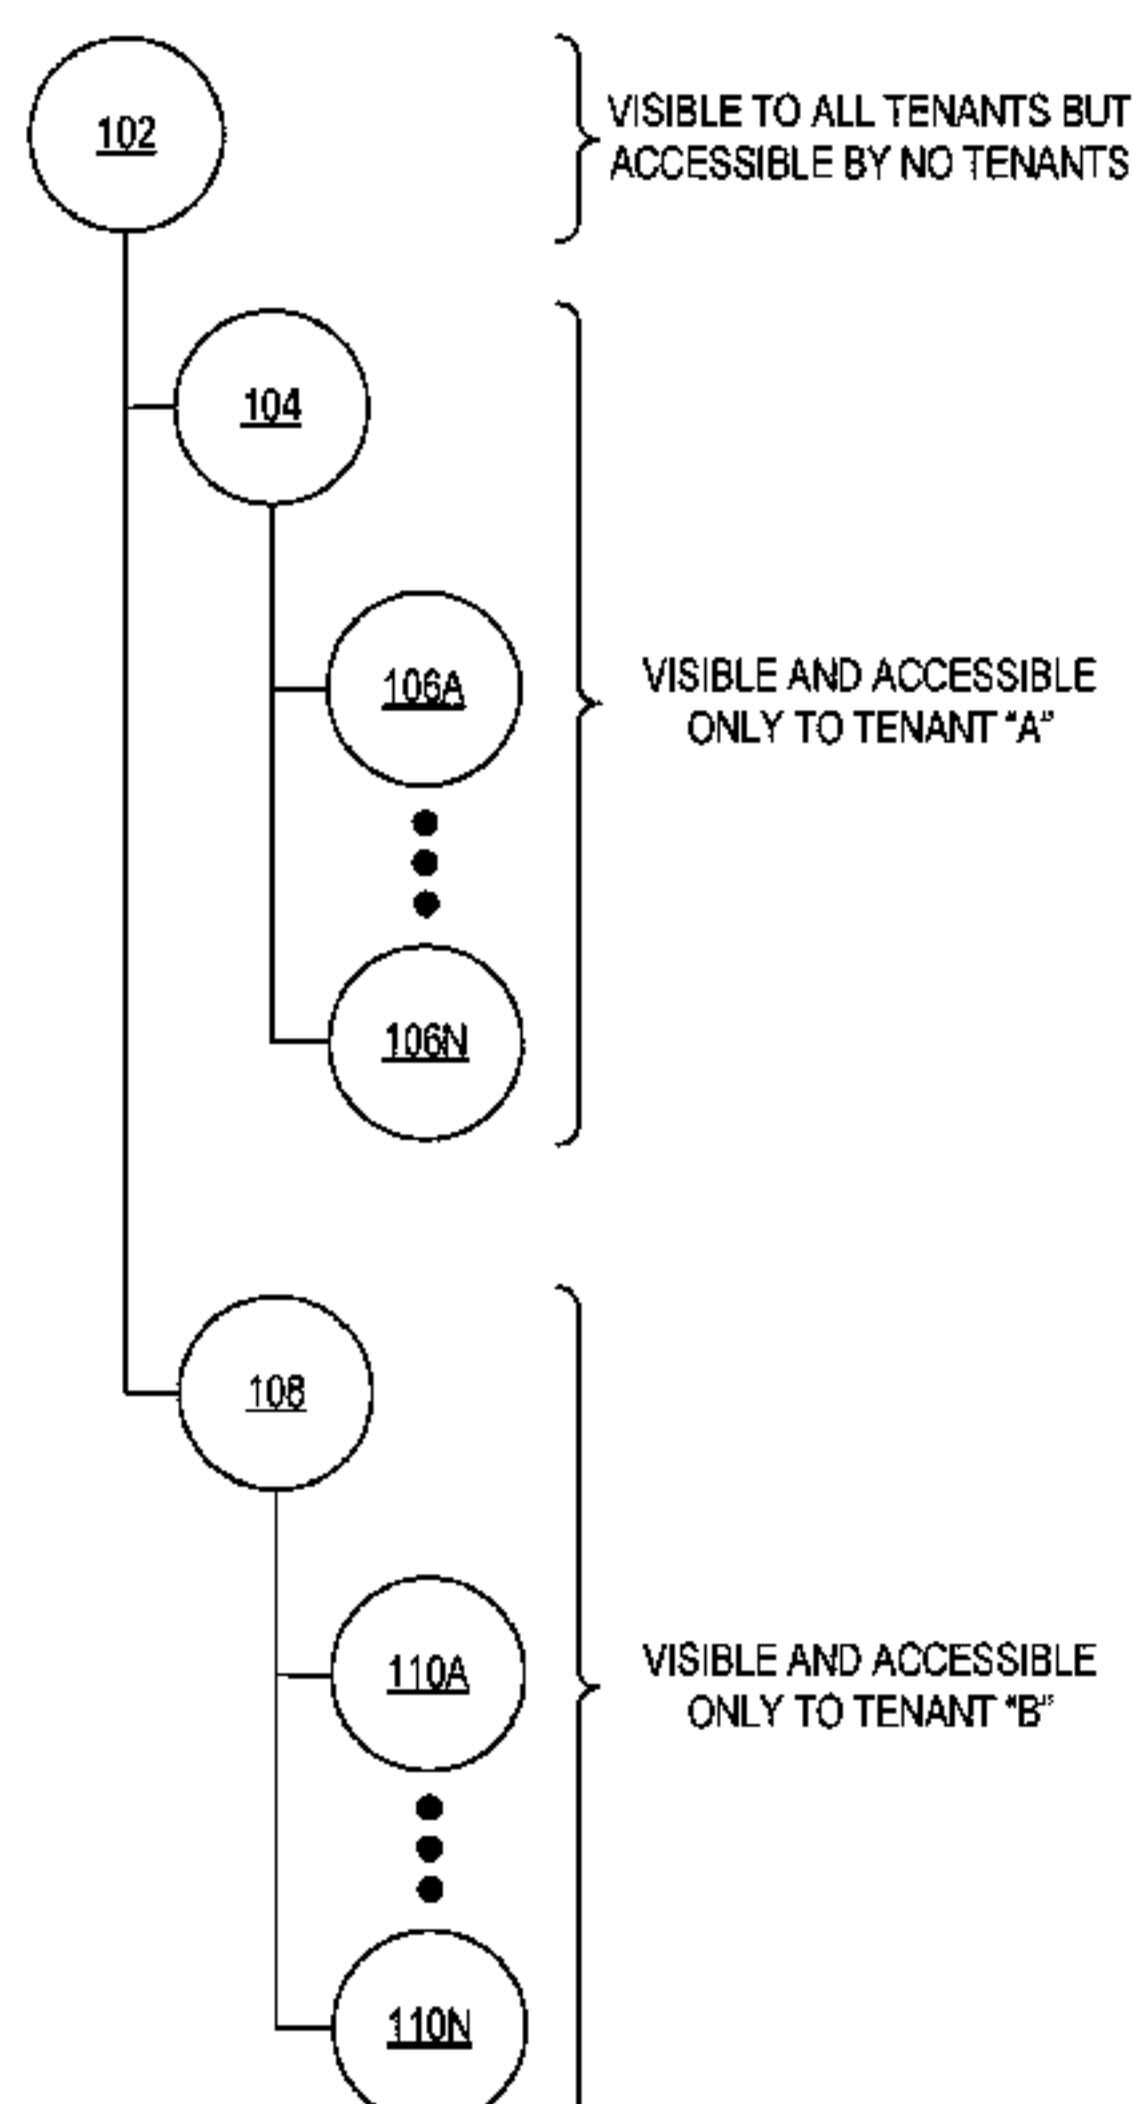 102
VISIBLE TO ALL TENANTS BUT
ACCESSIBLE BY NO TENANTS
104
106A
VISIBLE AND ACCESSIBLE
ONLY TO TENANT "A"
106N
108
110A
VISIBLE AND ACCESSIBLE
ONLY TO TENANT "B"
110N